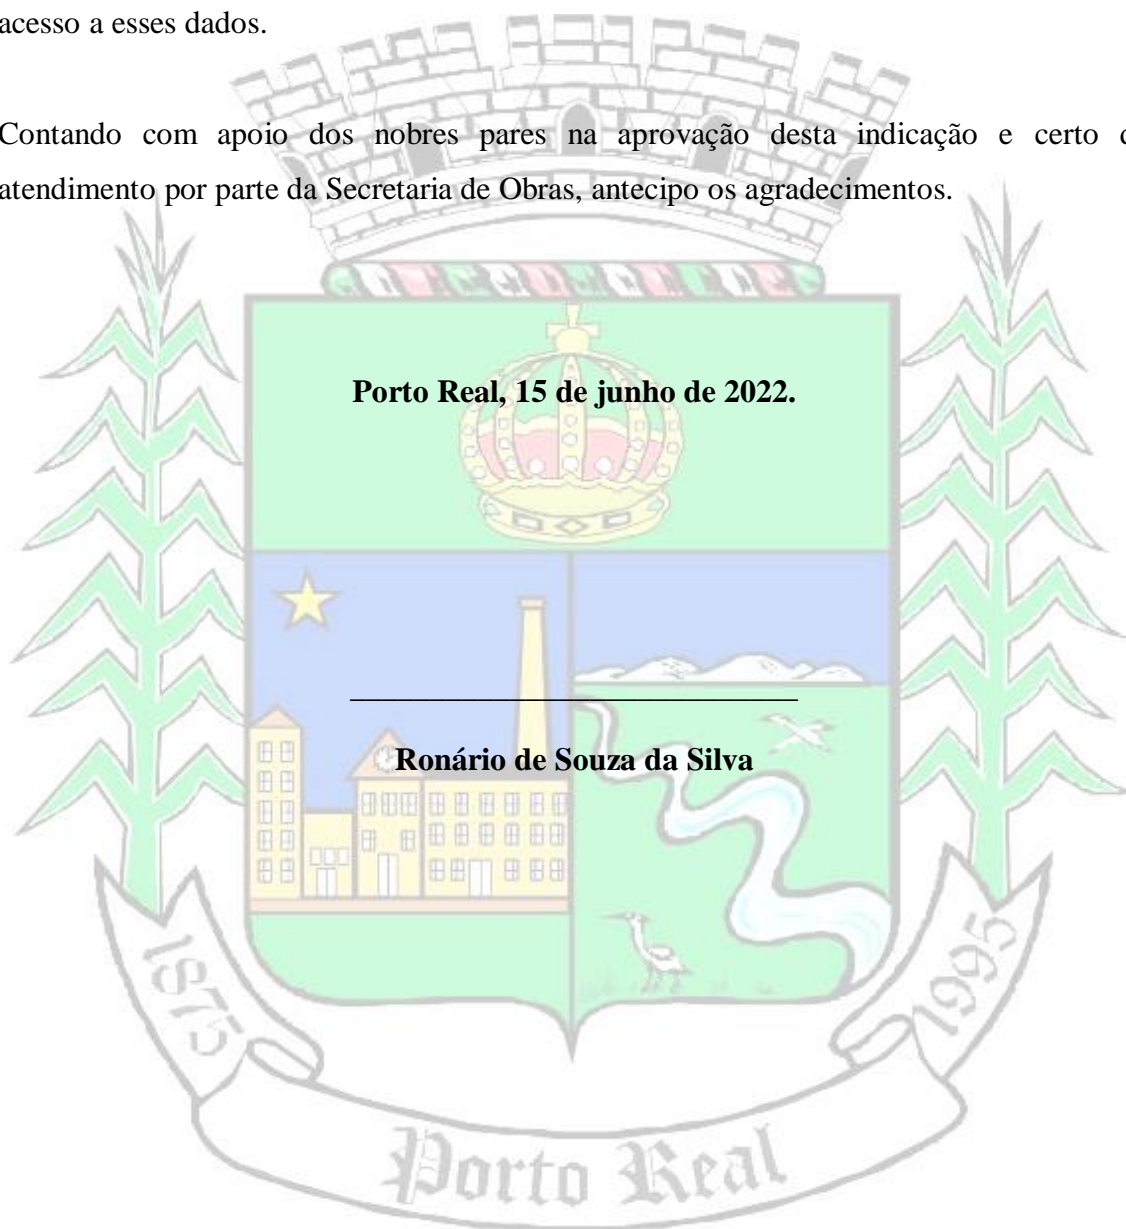 acesso a esses dados.
Contando com apoio dos nobres pares na aprovação desta indicação e certo
atendimento por parte da Secretaria de Obras, antecipo os agradecimentos.
Porto Real, 15 de junho de 2022.
Ronário de Souza da Silva
1875
1995
Porto Real